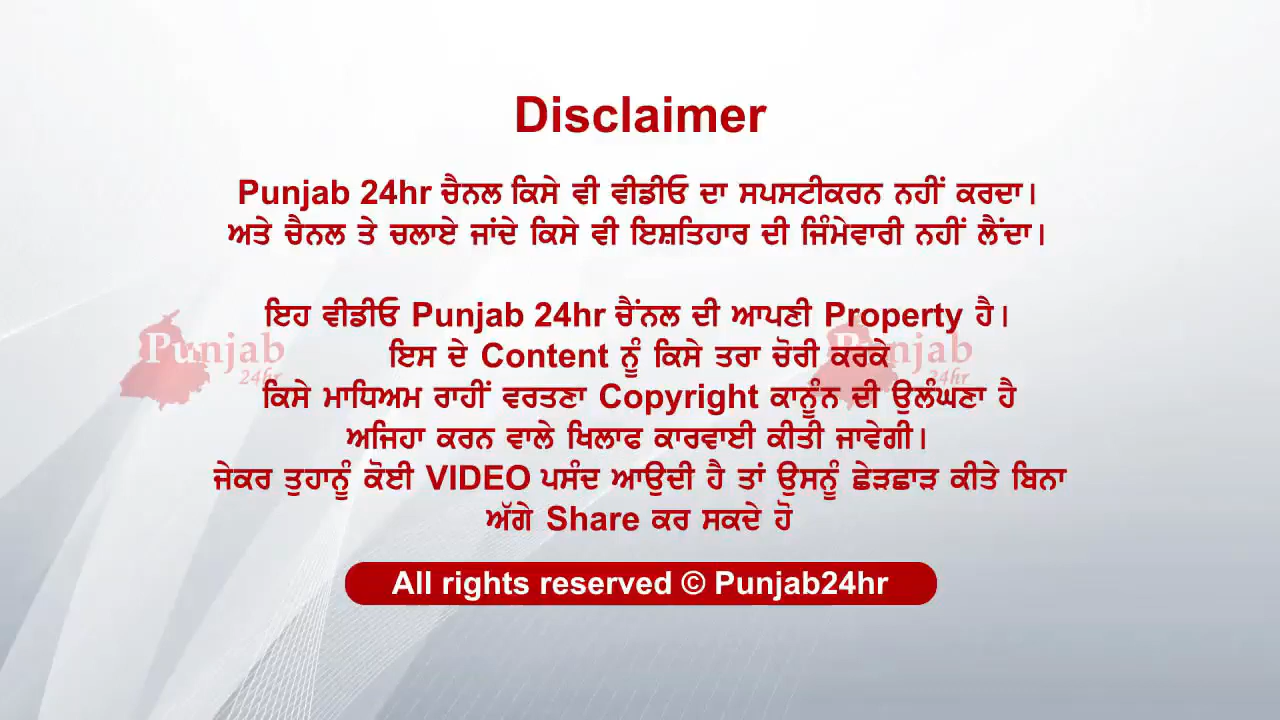 Disclaimer
Punjab 24hr ਚੈਨਲ ਕਿਸੇ ਵੀ ਵੀਡੀਓ ਦਾ ਸਪਸਟੀਕਰਨ ਨਹੀਂ ਕਰਦਾ।
ਅਤੇ ਚੈਨਲ ਤੇ ਚਲਾਏ ਜਾਂਦੇ ਕਿਸੇ ਵੀ ਇਸ਼ਤਿਹਾਰ ਦੀ ਜਿੰਮੇਵਾਰੀ ਨਹੀਂ ਲੈਂਦਾ।
ਇਹ ਵੀਡੀਓ Punjab 24hr ਚੈਂਨਲ ਦੀ ਆਪਣੀ Property ਹੈ।
ਇਸ ਦੇ Content ਨੂੰ ਕਿਸੇ ਤਰਾ ਚੋਰੀ ਕਰਕੇ
ਕਿਸੇ ਮਾਧਿਅਮ ਰਾਹੀਂ ਵਰਤਣਾ Copyright ਕਾਨੂੰਨ ਦੀ ਉਲੰਘਣਾ ਹੈ
ਅਜਿਹਾ ਕਰਨ ਵਾਲੇ ਖਿਲਾਫ ਕਾਰਵਾਈ ਕੀਤੀ ਜਾਵੇਗੀ।
ਜੇਕਰ ਤੁਹਾਨੂੰ ਕੋਈ VIDEO ਪਸੰਦ ਆਉਦੀ ਹੈ ਤਾਂ ਉਸਨੂੰ ਛੇੜਛਾੜ ਕੀਤੇ ਬਿਨਾ
ਅੱਗੇ Share ਕਰ ਸਕਦੇ ਹੋ
All rights reserved © Punjab24hr
Punjab
24hr
Punjab
24hr